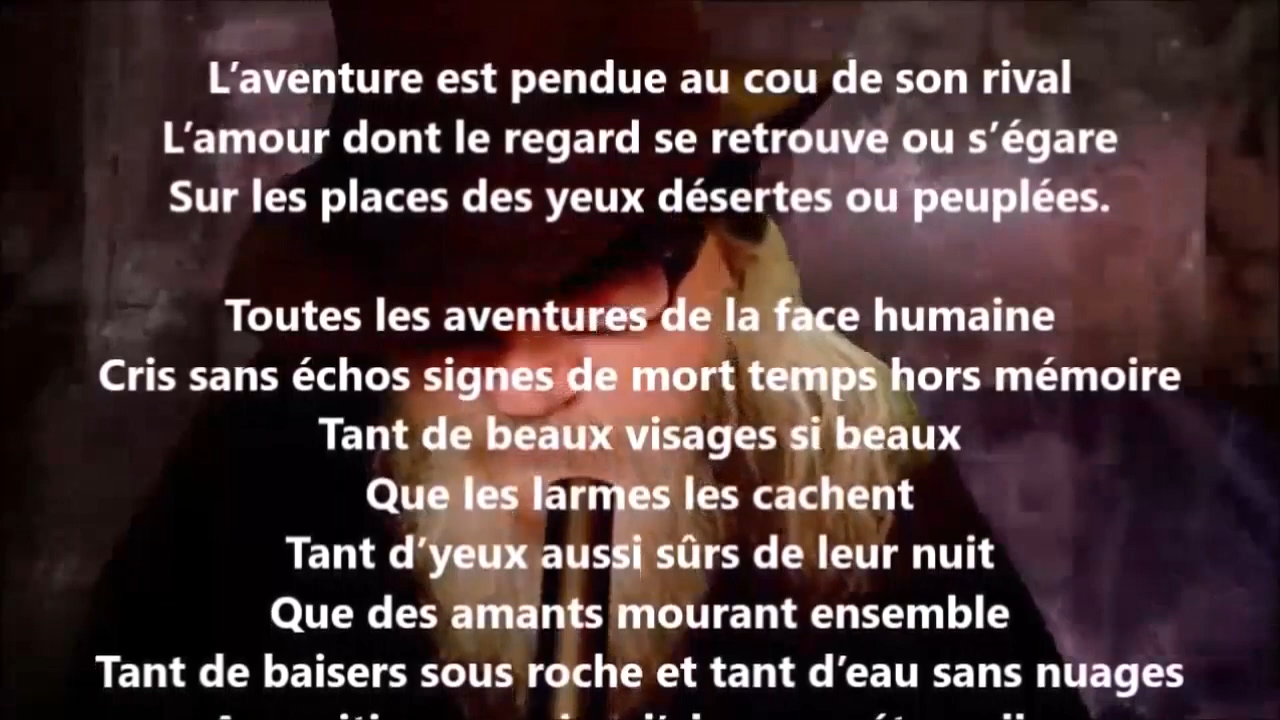 L’aventure est pendue au cou de son rival
L’amour dont le regard se retrouve ou s’égare
Sur les places des yeux désertes ou peuplées.
Toutes les aventures de la face humaine
Cris sans échos signes de mort temps hors mémoire
Tant de beaux visages si beaux
Que les larmes les cachent
Tant d’yeux aussi sûrs de leur nuit
Que des amants mourant ensemble
Tant de baisers sous roche et tant d’eau sans nuages